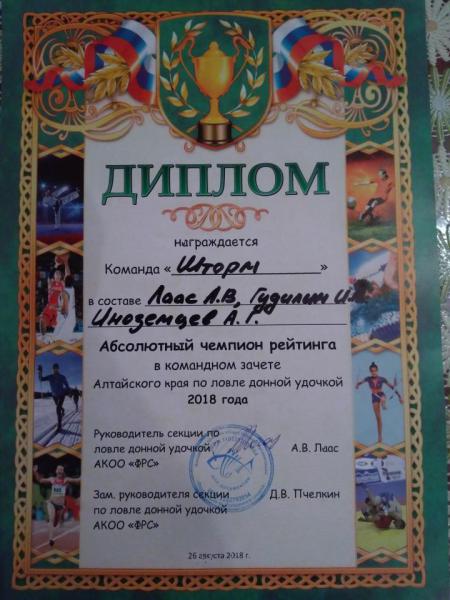 ДИПЛОМ
награждается
Команда « Шторм »
в составе Лаас А.В, Гудилин И.
Иноземцев А.Г.
Абсолютный чемпион рейтинга
в командном зачете
Алтайского края по ловле донной удочкой
2018 года
Руководитель секции по
ловле донной удочкой А.В. Лаас
АКОО «ФРС»
Зам. руководителя секции Д.В. Пчелкин
по ловле донной удочкой
АКОО «ФРС»
26 августа 2018 г.